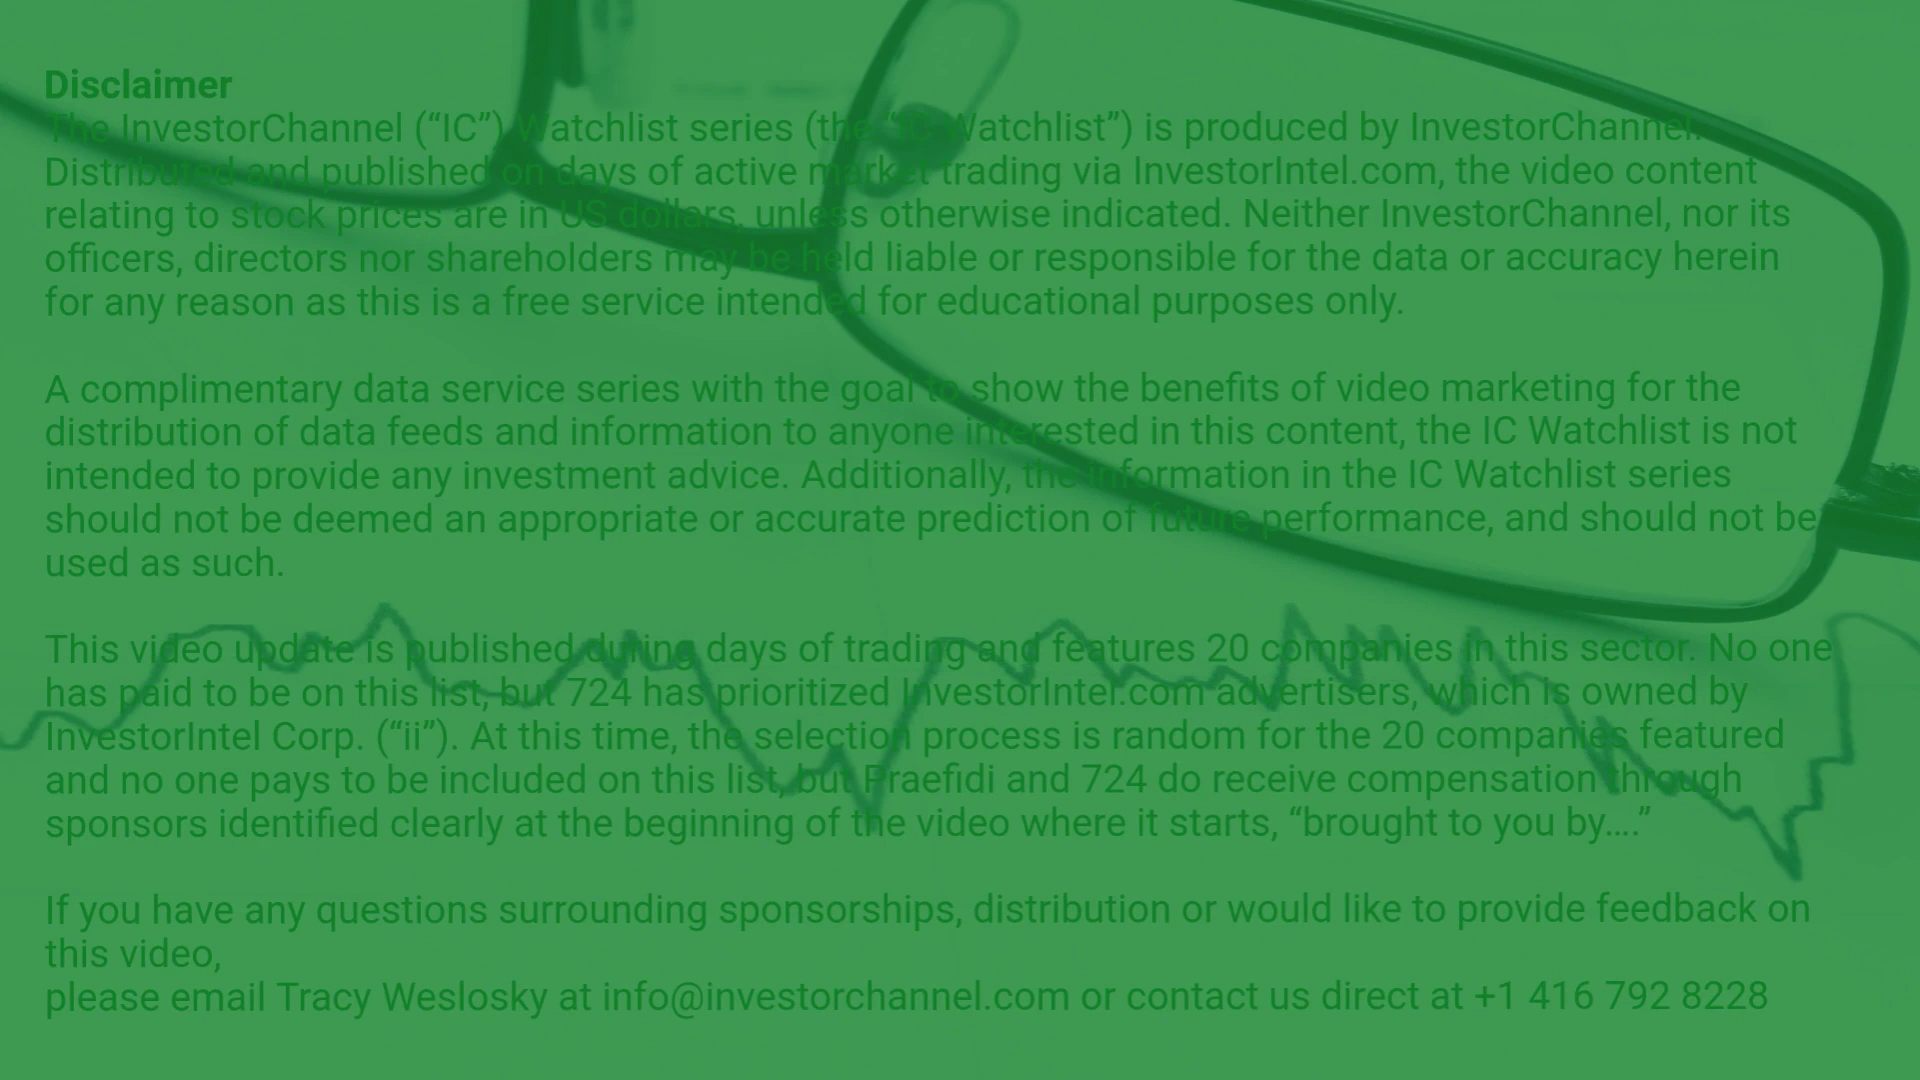 Disclaimer
The InvestorChannel (“IC”) Watchlist series (the “IC Watchlist”) is produced by InvestorChannel.
Distributed and published on days of active market trading via InvestorIntel.com, the video content
relating to stock prices are in US dollars, unless otherwise indicated. Neither InvestorChannel, nor its
officers, directors nor shareholders may be held liable or responsible for the data or accuracy herein
for any reason as this is a free service intended for educational purposes only.
A complimentary data service series with the goal to show the benefits of video marketing for the
distribution of data feeds and information to anyone interested in this content, the IC Watchlist is not
intended to provide any investment advice. Additionally, the information in the IC Watchlist series
should not be deemed an appropriate or accurate prediction of future performance, and should not be
used as such.
This video update is published during days of trading and features 20 companies in this sector. No one
has paid to be on this list, but 724 has prioritized InvestorIntel.com advertisers, which is owned by
InvestorIntel Corp. (“ii”). At this time, the selection process is random for the 20 companies featured
and no one pays to be included on this list, but Praefidi and 724 do receive compensation through
sponsors identified clearly at the beginning of the video where it starts, “brought to you by….”
If you have any questions surrounding sponsorships, distribution or would like to provide feedback on
this video,
please email Tracy Weslosky at info@investorchannel.com or contact us direct at +1 416 792 8228